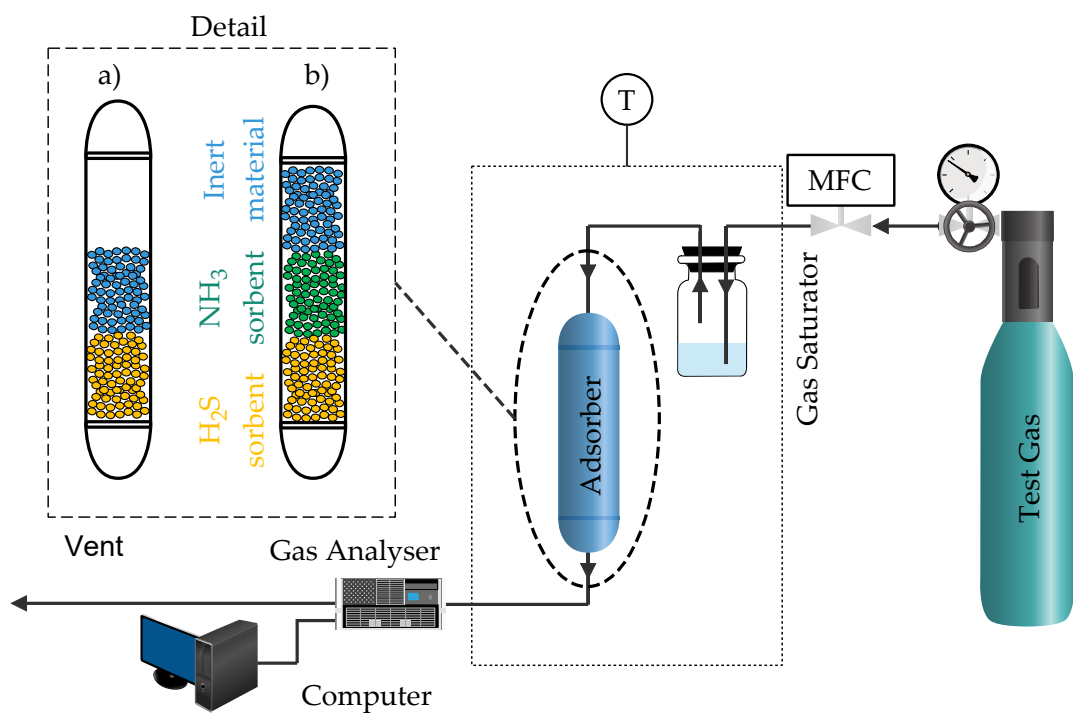 Detail
a)
b)
Inert
material
NH₃
sorbent
H₂S
sorbent
T
MFC
Gas Saturator
Adsorber
Test Gas
Vent
Gas Analyser
Computer